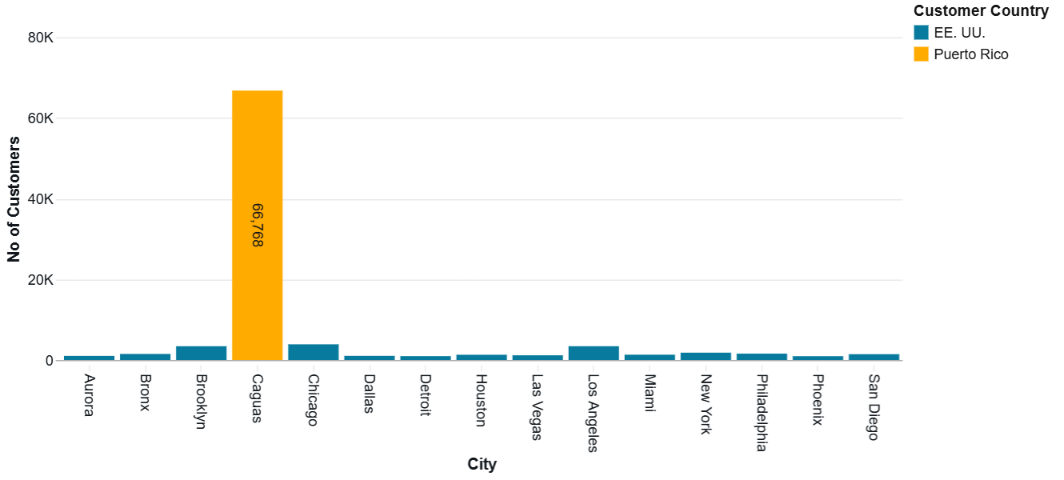 Customer Country
EE. UU.
Puerto Rico
80K
60K
40K
20K
0
No of Customers
66,768
Aurora
Bronx
Brooklyn
Caguas
Chicago
Dallas
Detroit
Houston
Las Vegas
Los Angeles
Miami
New York
Philadelphia
Phoenix
San Diego
City